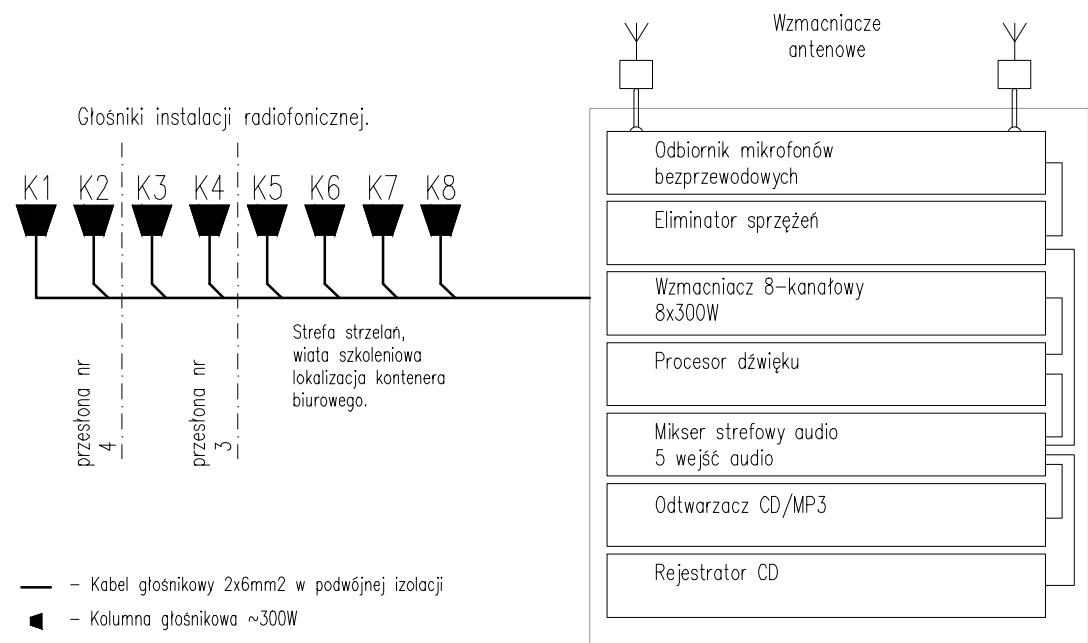 Wzmacniacze
antenowe
Głośniki instalacji radiofonicznej.
K1 K2 K3 K4 K5 K6 K7 K8
Strefa strzelań,
wiata szkoleniowa
lokalizacja kontenera
biurowego.
przesłona nr
4
przesłona nr
3
Odbiornik mikrofonów
bezprzewodowych
Eliminator sprzężeń
Wzmacniacz 8-kanałowy
8x300W
Procesor dźwięku
Mikser strefowy audio
5 wejść audio
Odtwarzacz CD/MP3
Rejestrator CD
- Kabel głośnikowy 2x6mm2 w podwójnej izolacji
- Kolumna głośnikowa ~300W